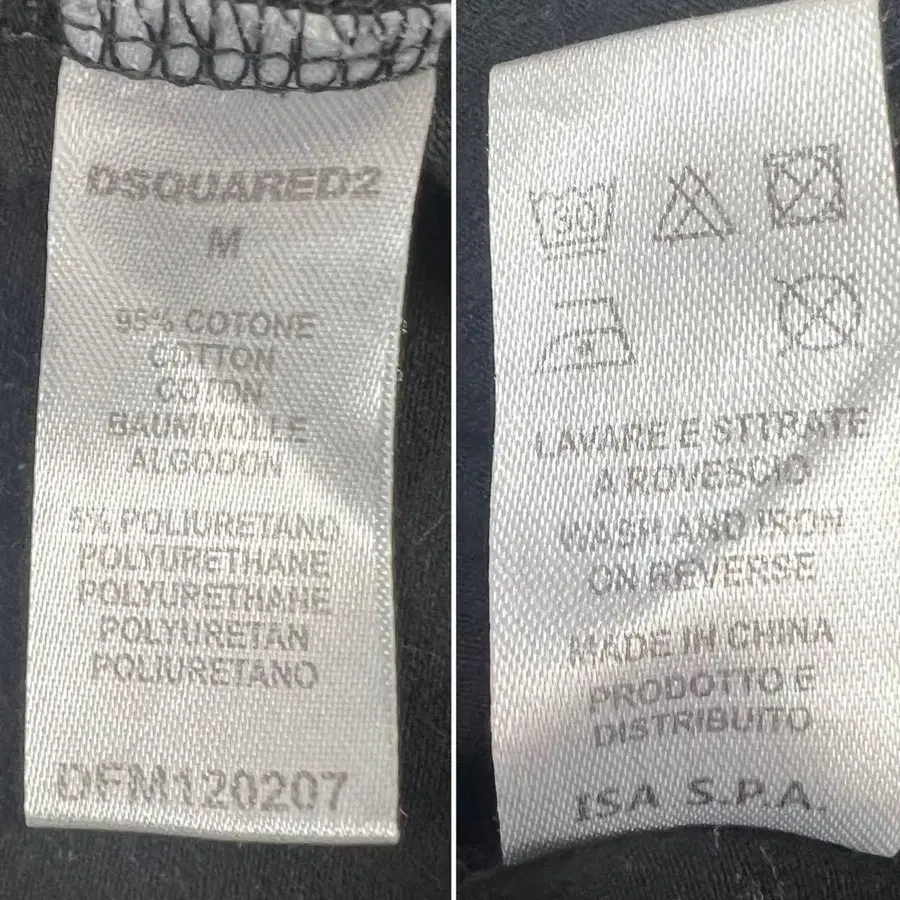 DSQUARED2
M
95% COTONE
COTTON
COTON
BAUMWOLLE
ALGODON
5% POLIURETANO
POLYURETHANE
POLYURETHANE
POLYURETAN
POLIURETANO
DFM120207
30
LAVARE E STIRATE
A ROVESCIO
WASH AND IRON
ON REVERSE
MADE IN CHINA
PRODOTTO E
DISTRIBUITO
ISA S.P.A.